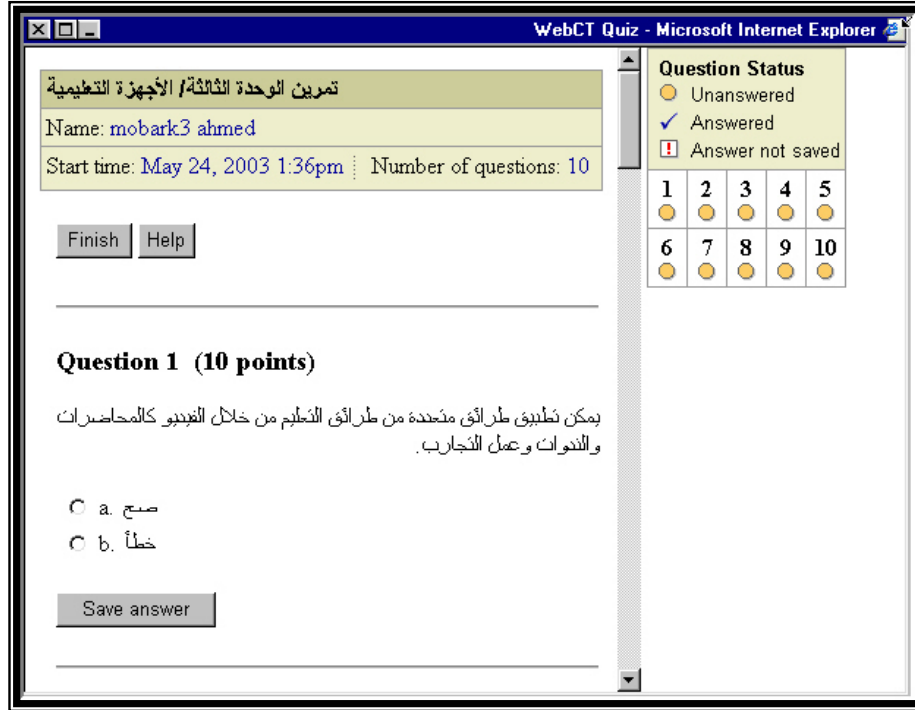 WebCT Quiz - Microsoft Internet Explorer
تمرين الوحدة الثالثة/ الأجهزة التعليمية
Name: mobark3 ahmed
Start time: May 24, 2003 1:36pm Number of questions: 10
Finish Help
Question 1 (10 points)
يمكن تطبيق طرائق متعددة من طرائق التعليم من خلال الفيديو كالمحاضرات
والندوات وعمل التجارب.
a. صح
b. خطأ
Save answer
Question Status
Unanswered
Answered
Answer not saved
1 2 3 4 5
6 7 8 9 10